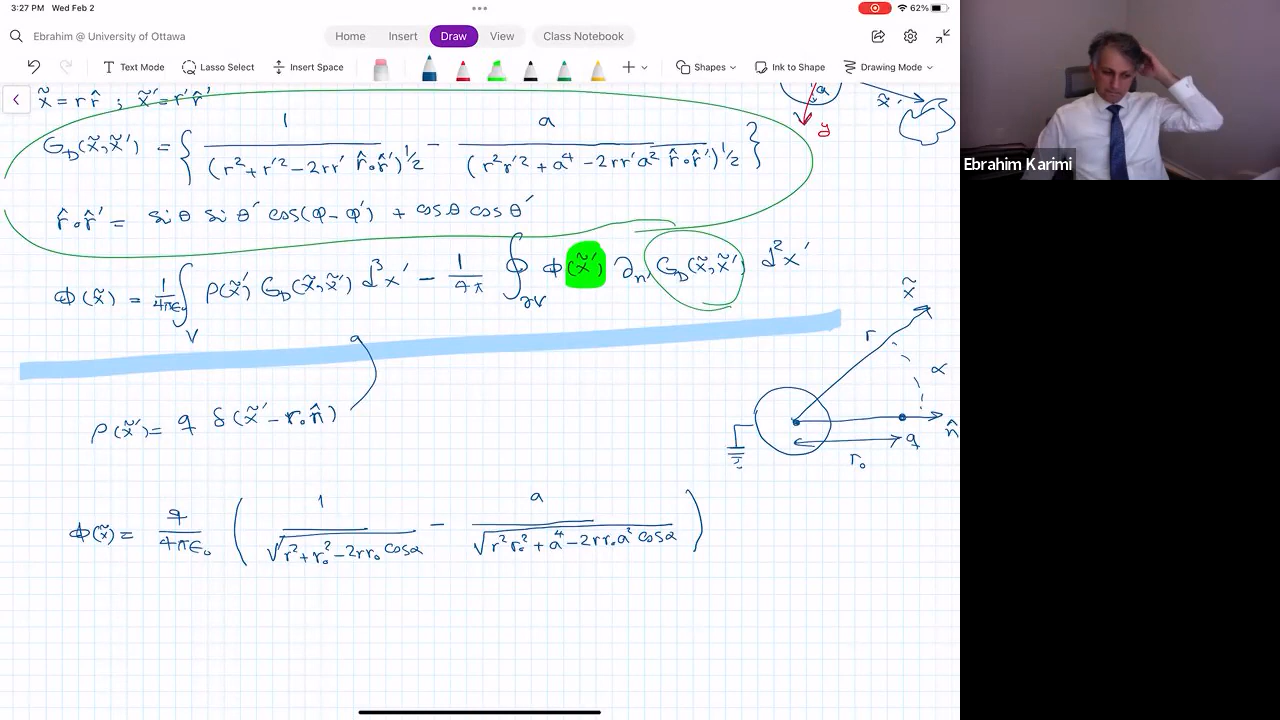 3:27 PM Wed Feb 2
62%
Ebrahim @ University of Ottawa
Home Insert Draw View Class Notebook
Text Mode Lasso Select Insert Space Shapes Ink to Shape Drawing Mode
x̃ = r r̂ ; x̃' = r' r̂'
a
x̃'
y
G_D(x̃,x̃') = { 1 / (r² + r'² − 2rr' r̂∘r̂')^1/2 − a / (r²r'² + a⁴ − 2rr'a² r̂∘r̂')^1/2 }
r̂∘r̂' = sin θ sin θ' cos(φ − φ') + cos θ cos θ'
Φ(x̃) = 1/4πε₀ ∫_V ρ(x̃') G_D(x̃,x̃') d³x' − 1/4π ∮_∂V Φ(x̃') ∂_n' G_D(x̃,x̃') d²x'
q
ρ(x̃') = q δ(x̃' − r₀n̂)
x̃
r
α
n̂
q
r₀
Φ(x̃) = q/4πε₀ ( 1 / √(r² + r₀² − 2rr₀ cosα) − a / √(r²r₀² + a⁴ − 2rr₀a² cosα) )
Ebrahim Karimi